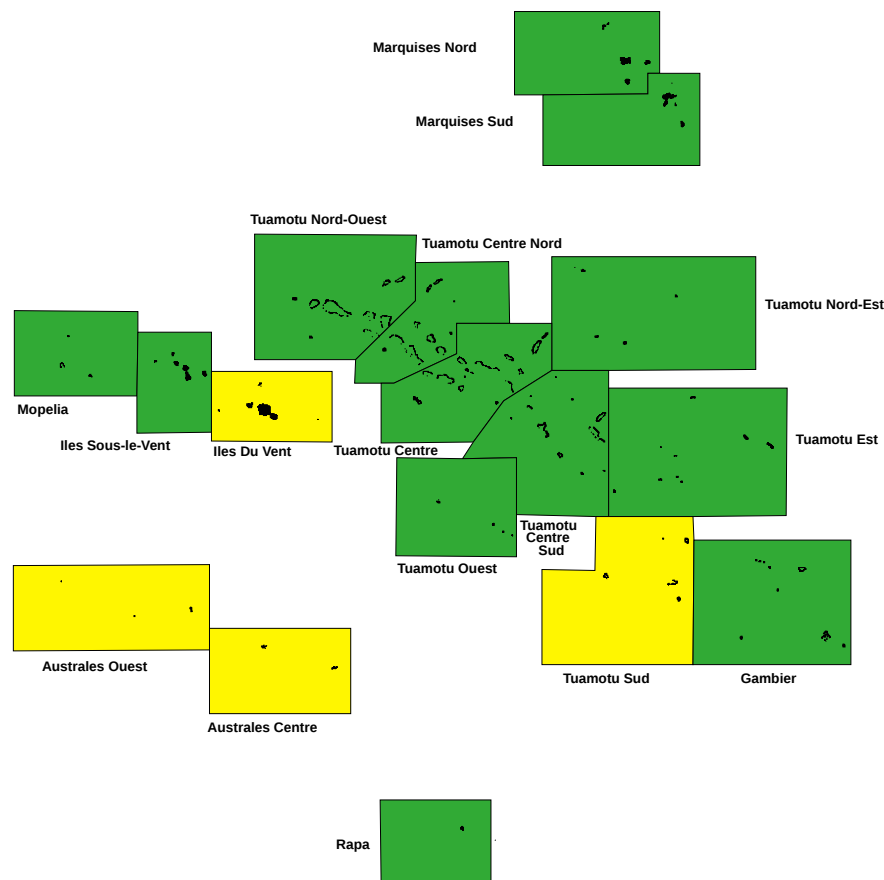 Marquises Nord
Marquises Sud
Tuamotu Nord-Ouest
Tuamotu Centre Nord
Tuamotu Nord-Est
Mopelia
Iles Sous-le-Vent
Iles Du Vent
Tuamotu Centre
Tuamotu Est
Tuamotu
Centre
Sud
Tuamotu Ouest
Australes Ouest
Tuamotu Sud
Gambier
Australes Centre
Rapa